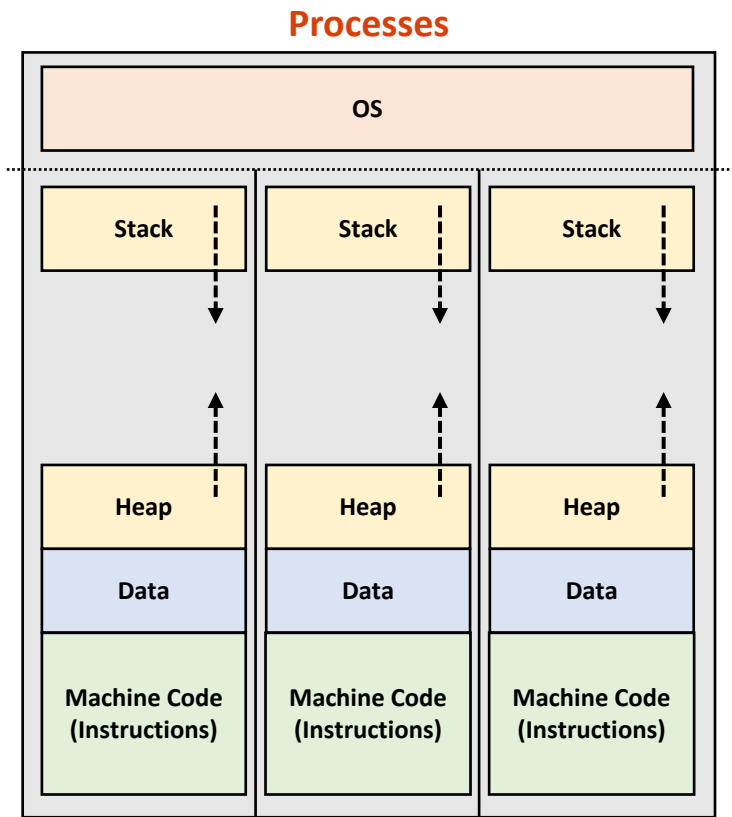 Processes
OS
Stack
Stack
Stack
Heap
Heap
Heap
Data
Data
Data
Machine Code
(Instructions)
Machine Code
(Instructions)
Machine Code
(Instructions)